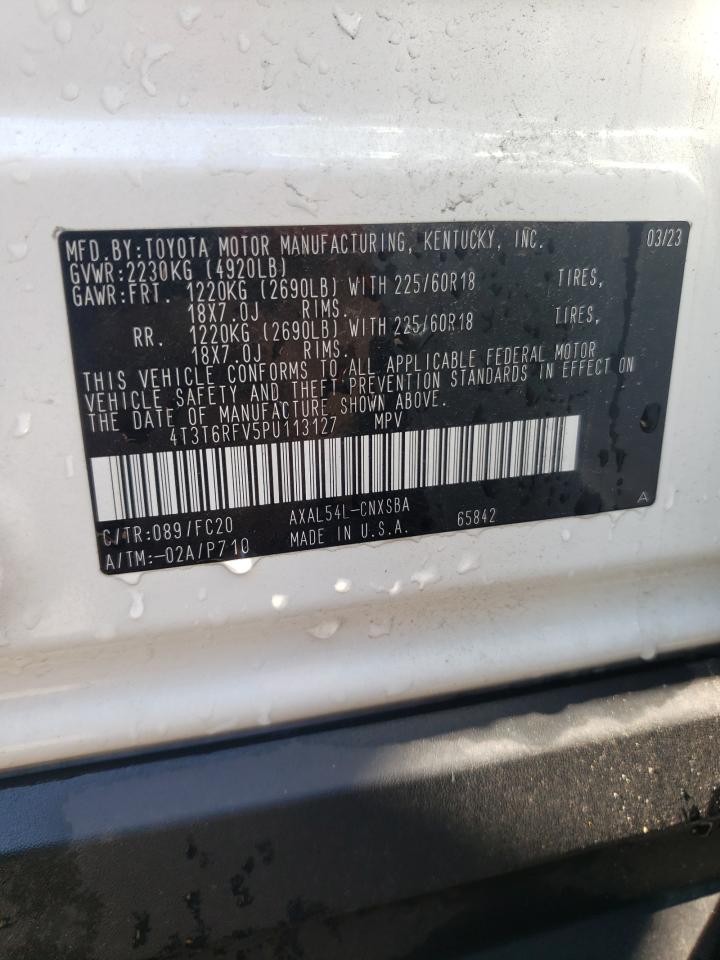 MFD.BY:TOYOTA MOTOR MANUFACTURING, KENTUCKY, INC. 03/23
GVWR:2230KG (4920LB)
GAWR:FRT. 1220KG (2690LB) WITH 225/60R18 TIRES,
18X7.0J RIMS.
RR. 1220KG (2690LB) WITH 225/60R18 TIRES,
18X7.0J RIMS.
THIS VEHICLE CONFORMS TO ALL APPLICABLE FEDERAL MOTOR
VEHICLE SAFETY AND THEFT PREVENTION STANDARDS IN EFFECT ON
THE DATE OF MANUFACTURE SHOWN ABOVE.
4T3T6RFV5PU113127 MPV
C/TR:089/FC20 AXAL54L-CNXSBA 65842 A
A/TM:-02A/P710 MADE IN U.S.A.